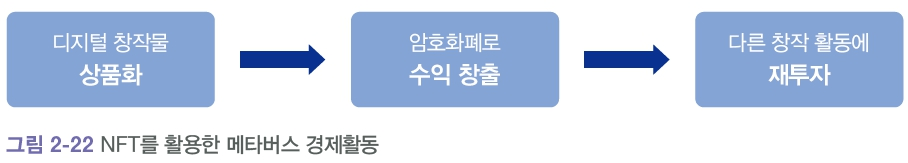 디지털 창작물
상품화
암호화폐로
수익 창출
다른 창작 활동에
재투자
그림 2-22 NFT를 활용한 메타버스 경제활동